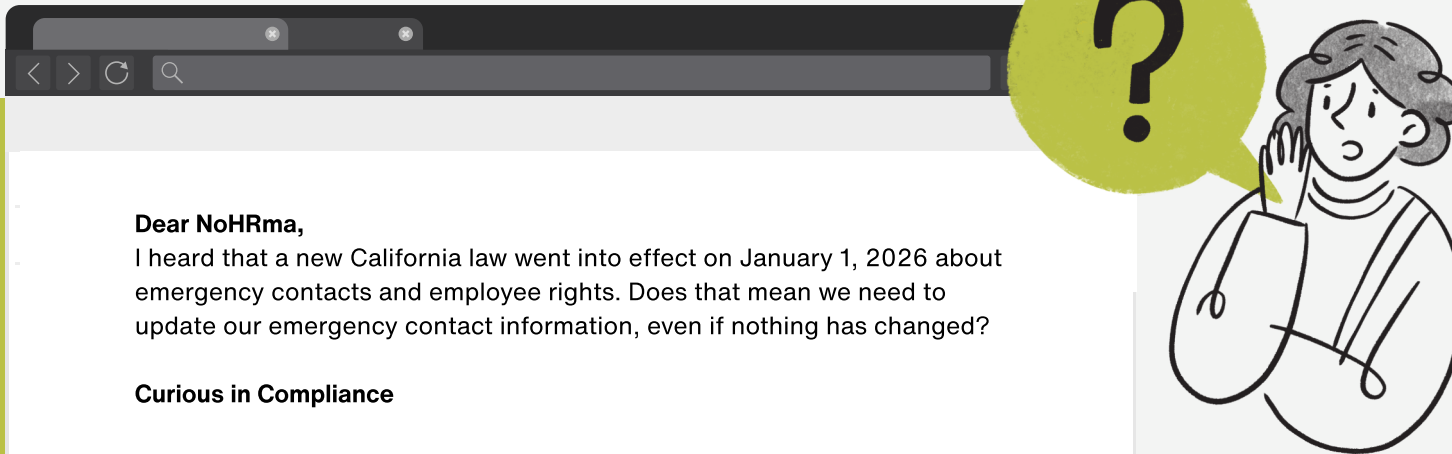 ?
Dear NoHRma,
I heard that a new California law went into effect on January 1, 2026 about
emergency contacts and employee rights. Does that mean we need to
update our emergency contact information, even if nothing has changed?
Curious in Compliance